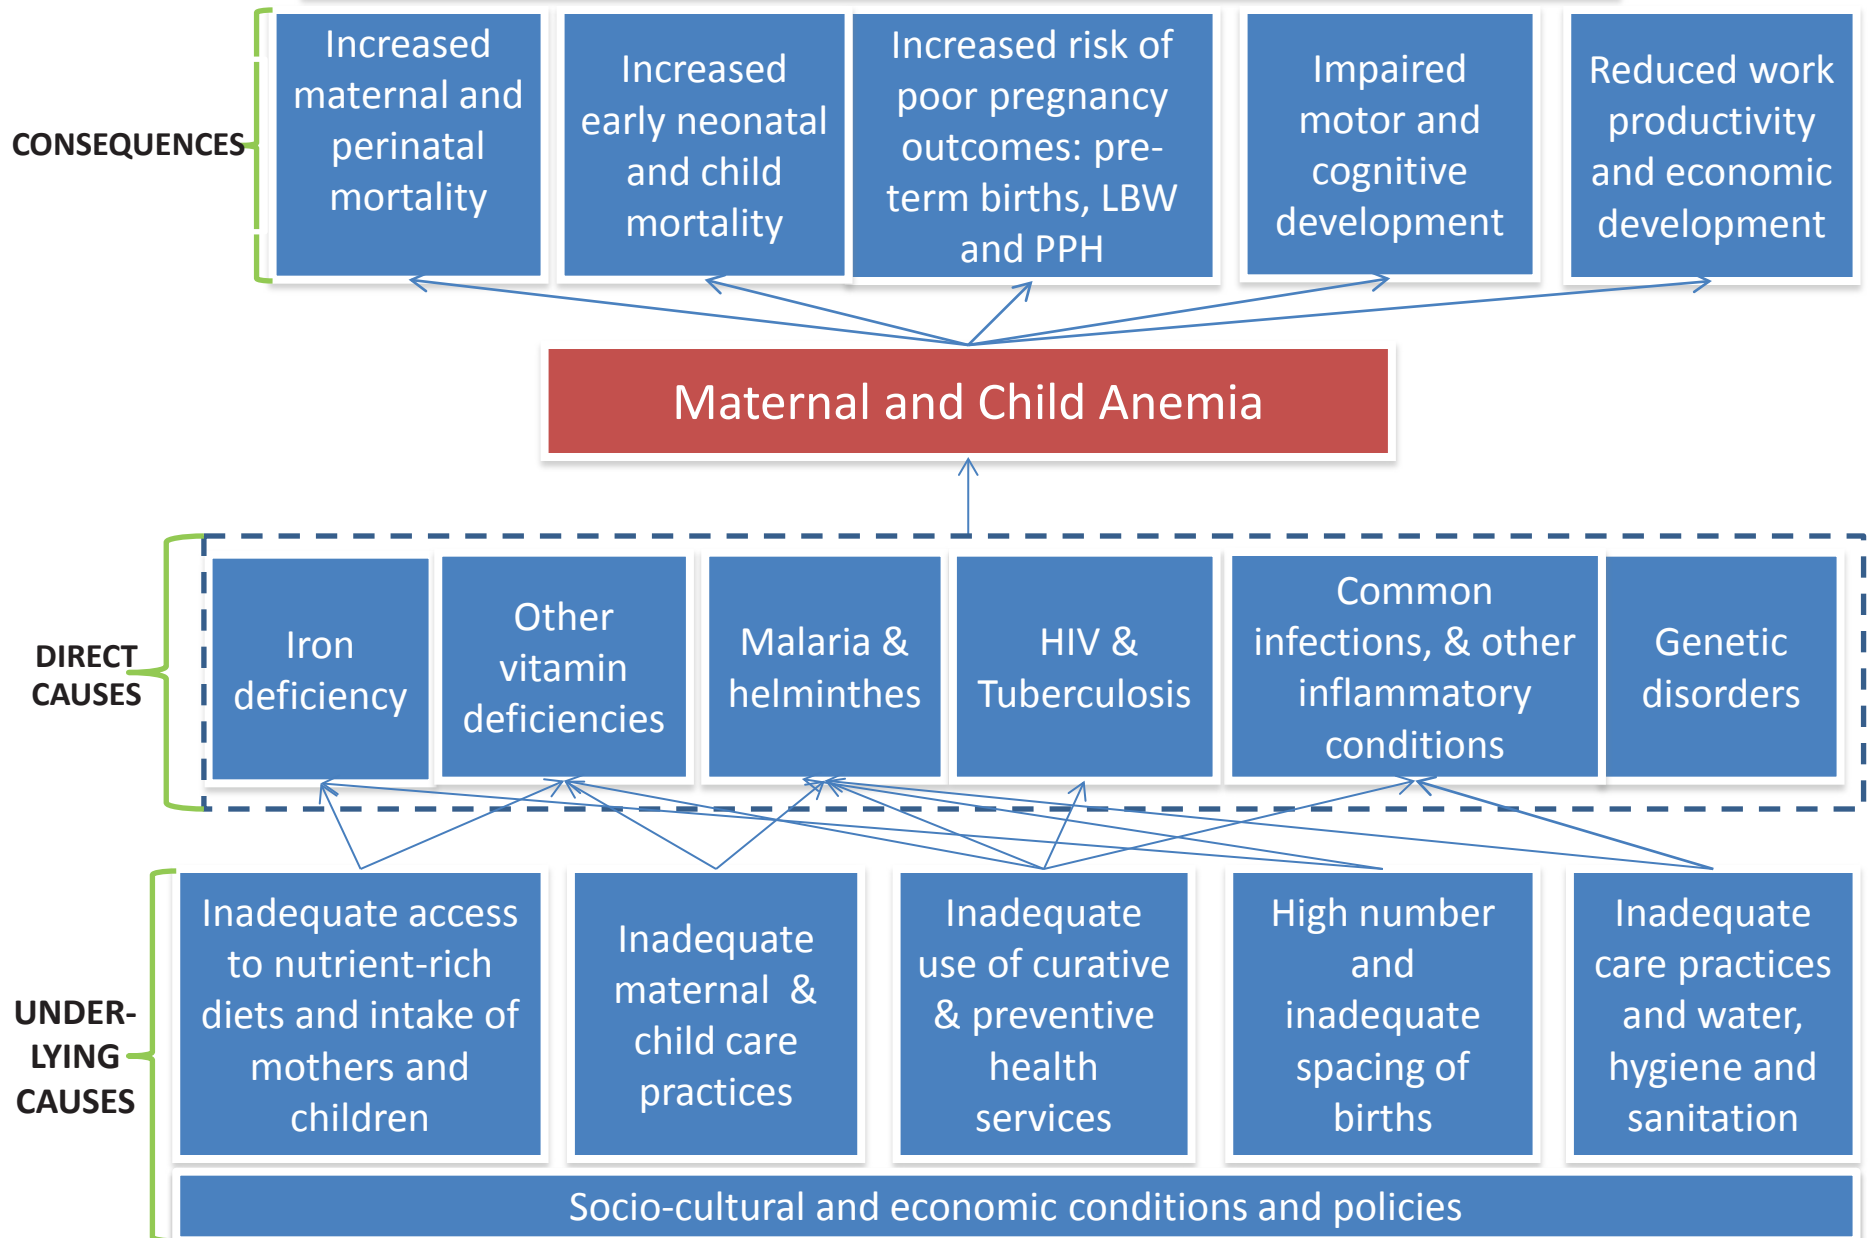 CONSEQUENCES
Increased
maternal and
perinatal
mortality
Increased
early neonatal
and child
mortality
Increased risk of
poor pregnancy
outcomes: pre-
term births, LBW
and PPH
Impaired
motor and
cognitive
development
Reduced work
productivity
and economic
development
Maternal and Child Anemia
DIRECT
CAUSES
Iron
deficiency
Other
vitamin
deficiencies
Malaria &
helminthes
HIV &
Tuberculosis
Common
infections, & other
inflammatory
conditions
Genetic
disorders
UNDER-
LYING
CAUSES
Inadequate access
to nutrient-rich
diets and intake of
mothers and
children
Inadequate
maternal &
child care
practices
Inadequate
use of curative
& preventive
health
services
High number
and
inadequate
spacing of
births
Inadequate
care practices
and water,
hygiene and
sanitation
Socio-cultural and economic conditions and policies